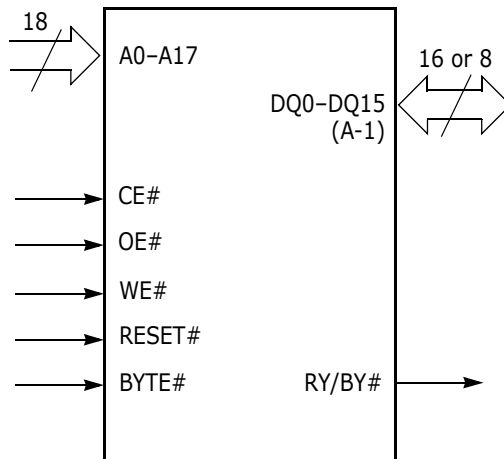 18
A0–A17
16 or 8
DQ0–DQ15
(A-1)
CE#
OE#
WE#
RESET#
BYTE#
RY/BY#